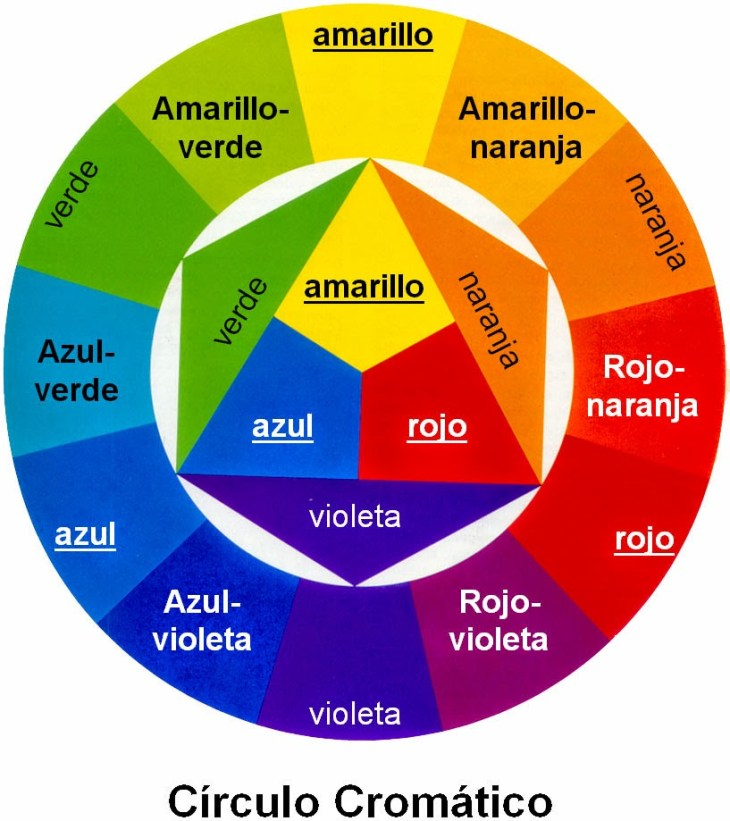 amarillo
Amarillo-
verde
Amarillo-
naranja
verde
naranja
amarillo
verde
naranja
Azul-
verde
Rojo-
naranja
azul
rojo
azul
rojo
violeta
Azul-
violeta
Rojo-
violeta
violeta
Círculo Cromático